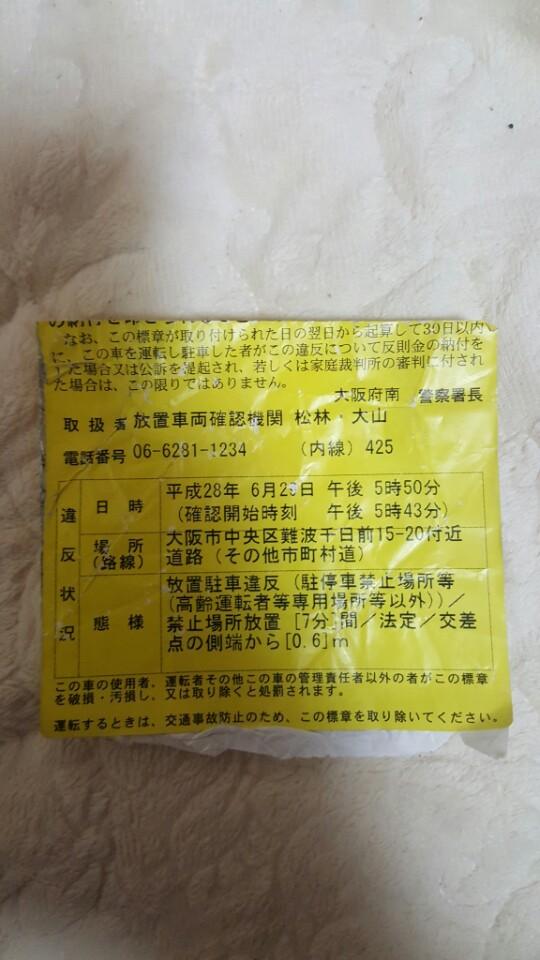 なお、この標章が取り付けられた日の翌日から起算して30日以内
に、この車を運転し駐車した者がこの違反について反則金の納付を
した場合又は公訴を提起され、若しくは家庭裁判所の審判に付され
た場合は、この限りではありません。
大阪府南 警察署長
取扱者 放置車両確認機関 松林・大山
電話番号 06-6281-1234 (内線) 425
違反状況
日時 平成28年 6月29日 午後 5時50分
(確認開始時刻 午後 5時43分)
場所 大阪市中央区難波千日前15-20付近
(路線) 道路 (その他市町村道)
態様 放置駐車違反 (駐停車禁止場所等
(高齢運転者等専用場所等以外))/
禁止場所放置 [7分]間/法定/交差
点の側端から[0.6]m
この車の使用者、運転者その他この車の管理責任者以外の者がこの標章
を破損・汚損し、又は取り除くと処罰されます。
運転するときは、交通事故防止のため、この標章を取り除いてください。